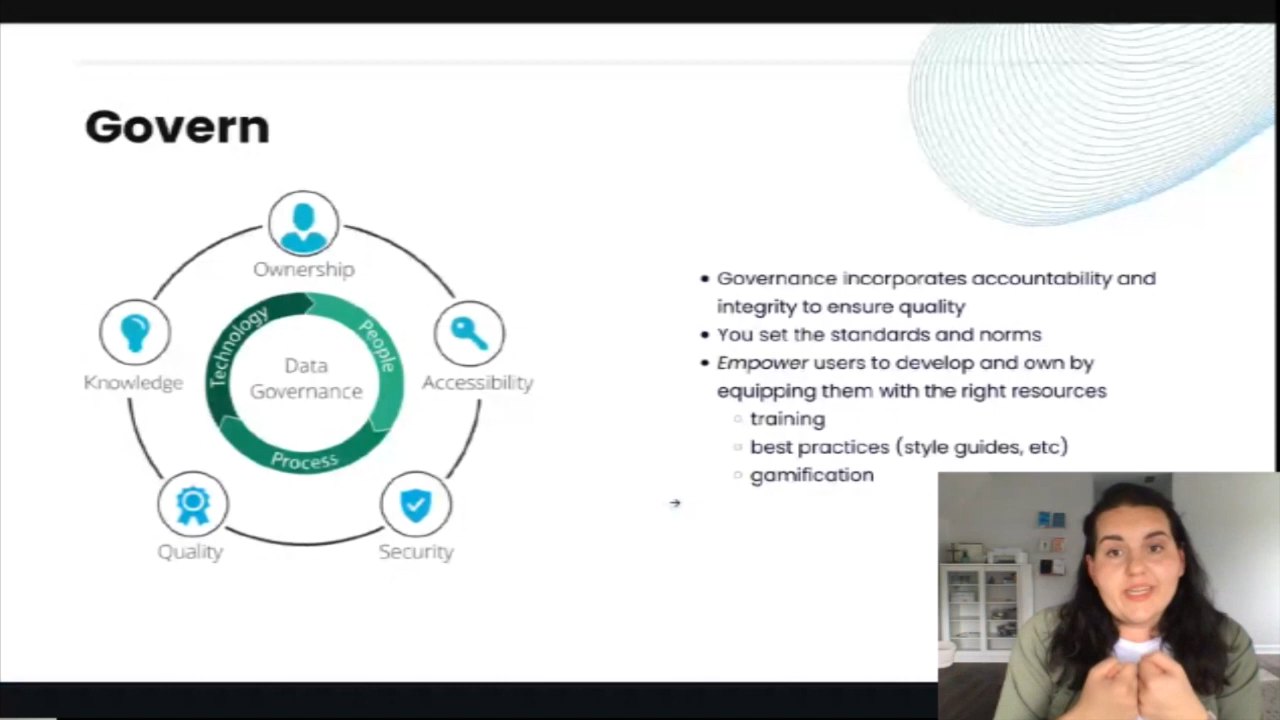 Govern
Ownership
Technology
People
Knowledge
Data
Governance
Accessibility
Process
Quality
Security
• Governance incorporates accountability and
integrity to ensure quality
• You set the standards and norms
• Empower users to develop and own by
equipping them with the right resources
○ training
○ best practices (style guides, etc)
○ gamification